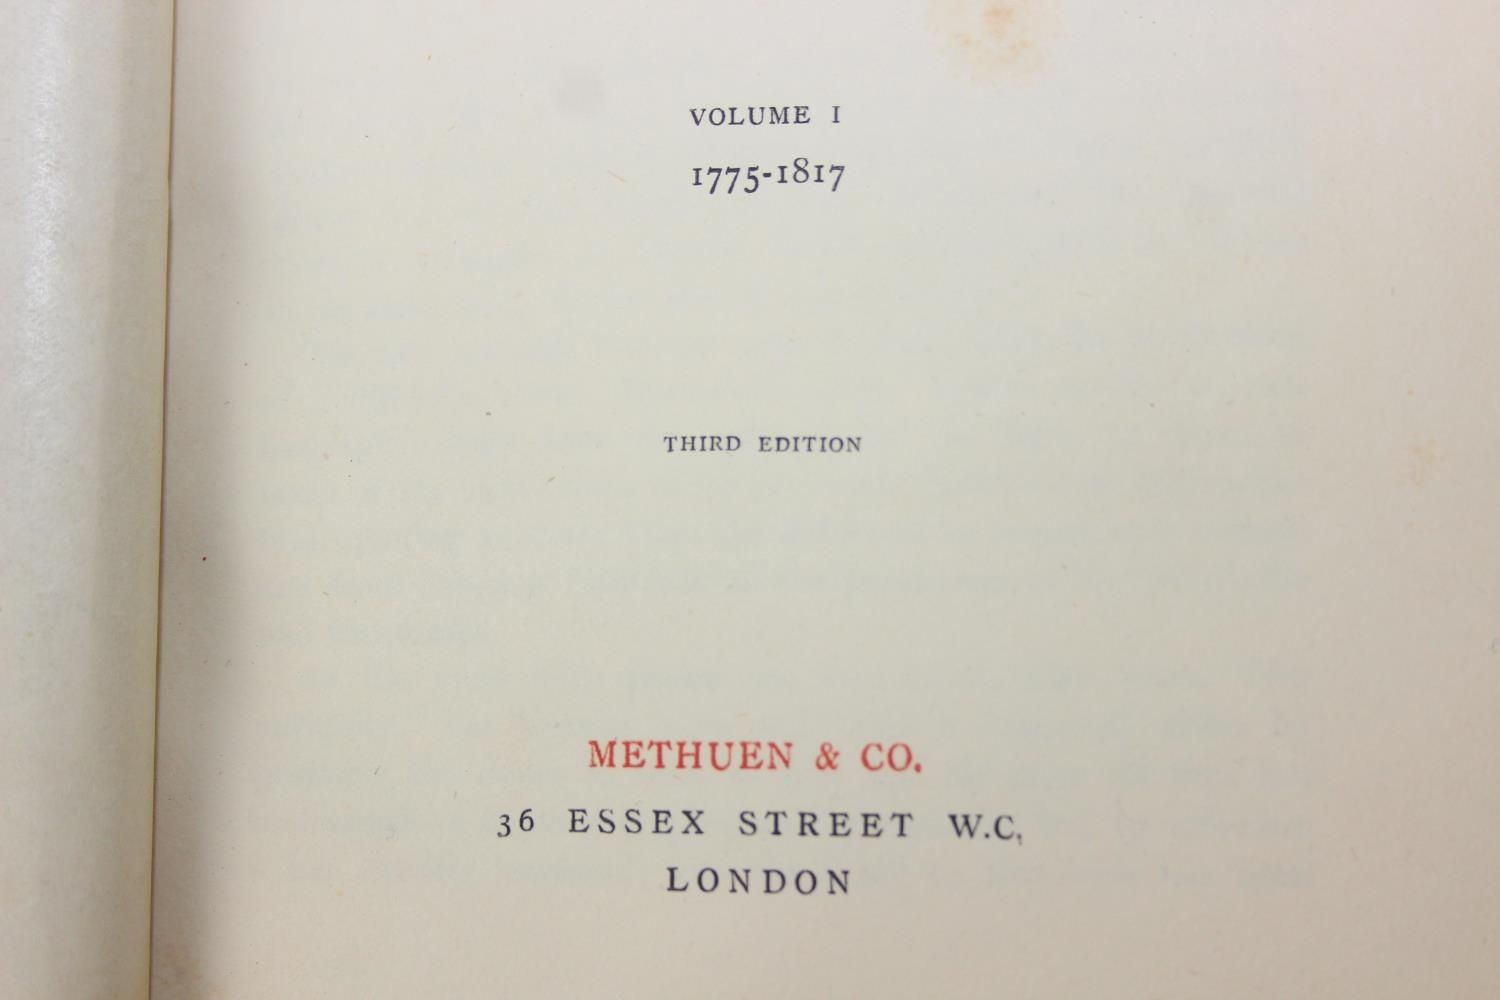 VOLUME I
1775-1817
THIRD EDITION
METHUEN & CO.
36 ESSEX STREET W.C.
LONDON